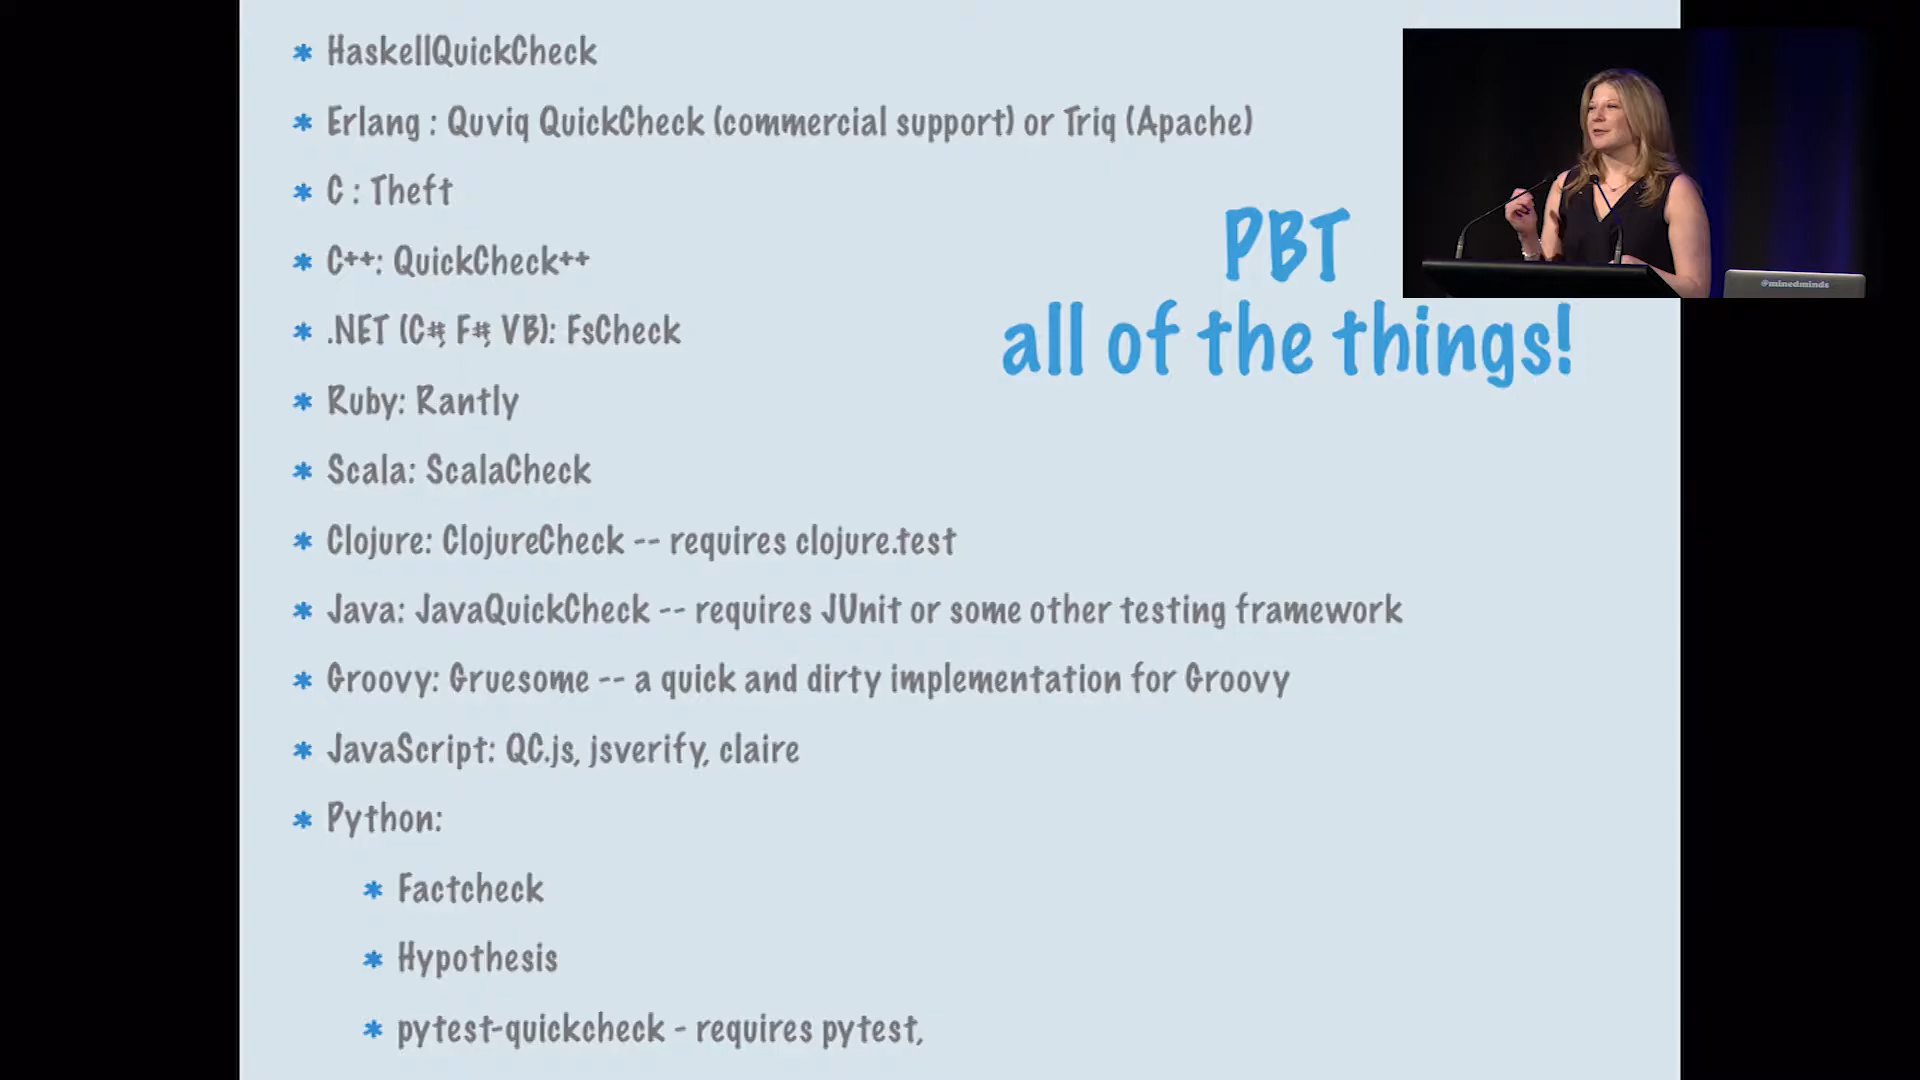 * HaskellQuickCheck
* Erlang : Quviq QuickCheck (commercial support) or Triq (Apache)
* C : Theft
* C++: QuickCheck++
* .NET (C#, F#, VB): FsCheck
* Ruby: Rantly
* Scala: ScalaCheck
* Clojure: ClojureCheck -- requires clojure.test
* Java: JavaQuickCheck -- requires JUnit or some other testing framework
* Groovy: Gruesome -- a quick and dirty implementation for Groovy
* JavaScript: QC.js, jsverify, claire
* Python:
* Factcheck
* Hypothesis
* pytest-quickcheck - requires pytest,
PBT
all of the things!
@minedminds